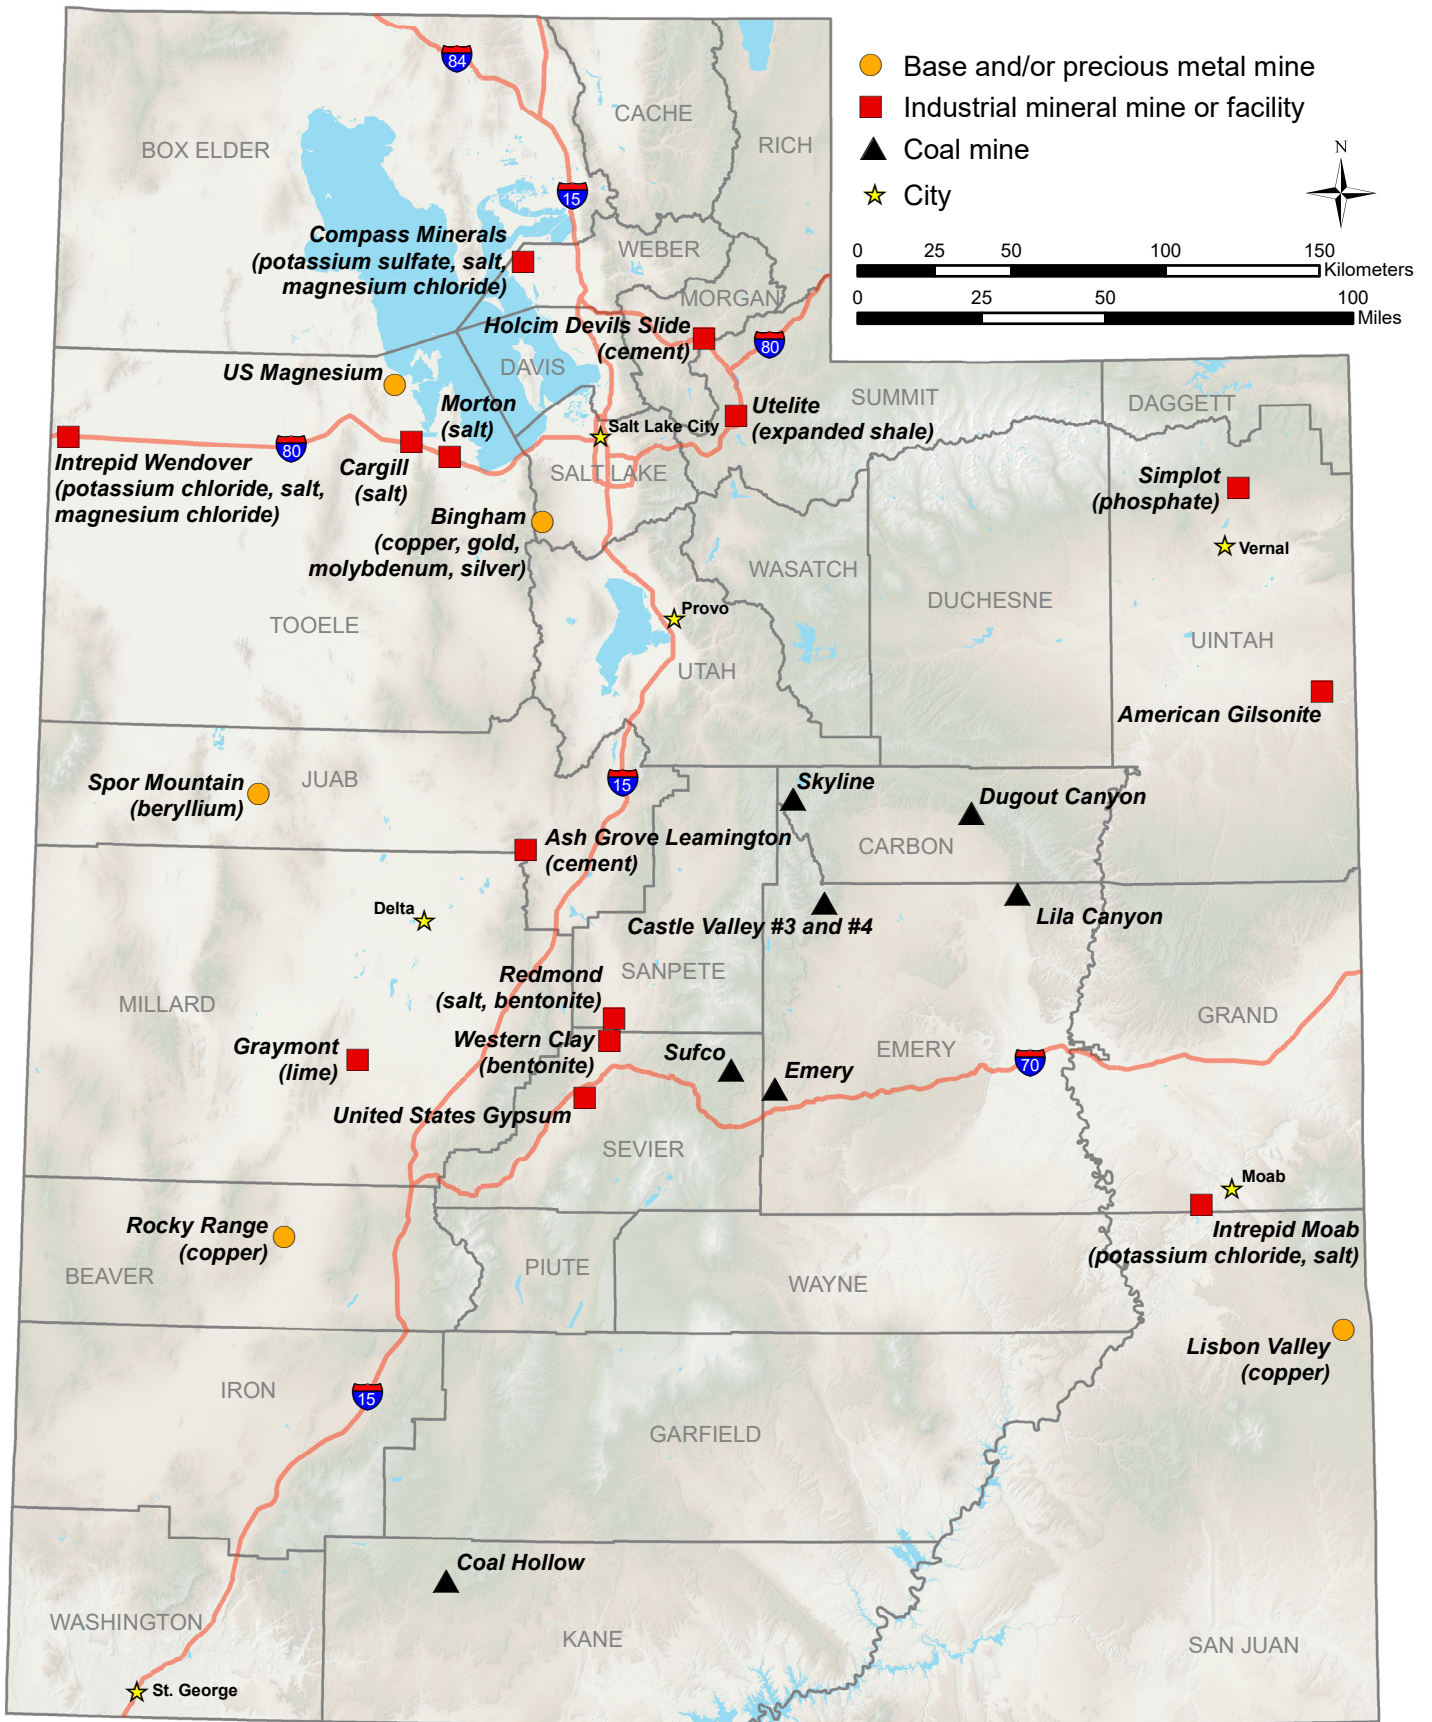 84
Base and/or precious metal mine
Industrial mineral mine or facility
Coal mine
City
N
0 25 50 100 150
Kilometers
0 25 50 100
Miles
CACHE
BOX ELDER
RICH
15
Compass Minerals
(potassium sulfate, salt,
magnesium chloride)
WEBER
MORGAN
Holcim Devils Slide
(cement)
80
US Magnesium
DAVIS
Morton
(salt)
Utelite
(expanded shale)
SUMMIT
DAGGETT
Salt Lake City
80
Intrepid Wendover
(potassium chloride, salt,
magnesium chloride)
Cargill
(salt)
SALT LAKE
Simplot
(phosphate)
Bingham
(copper, gold,
molybdenum, silver)
Vernal
WASATCH
DUCHESNE
Provo
TOOELE
UINTAH
UTAH
American Gilsonite
Spor Mountain
(beryllium)
JUAB
15
Skyline
Dugout Canyon
Ash Grove Leamington
(cement)
CARBON
Delta
Castle Valley #3 and #4
Lila Canyon
Redmond
(salt, bentonite)
SANPETE
MILLARD
GRAND
Graymont
(lime)
Western Clay
(bentonite)
Sufco
Emery
EMERY
70
United States Gypsum
SEVIER
Moab
Rocky Range
(copper)
Intrepid Moab
(potassium chloride, salt)
BEAVER
PIUTE
WAYNE
Lisbon Valley
(copper)
IRON
15
GARFIELD
Coal Hollow
WASHINGTON
KANE
SAN JUAN
St. George